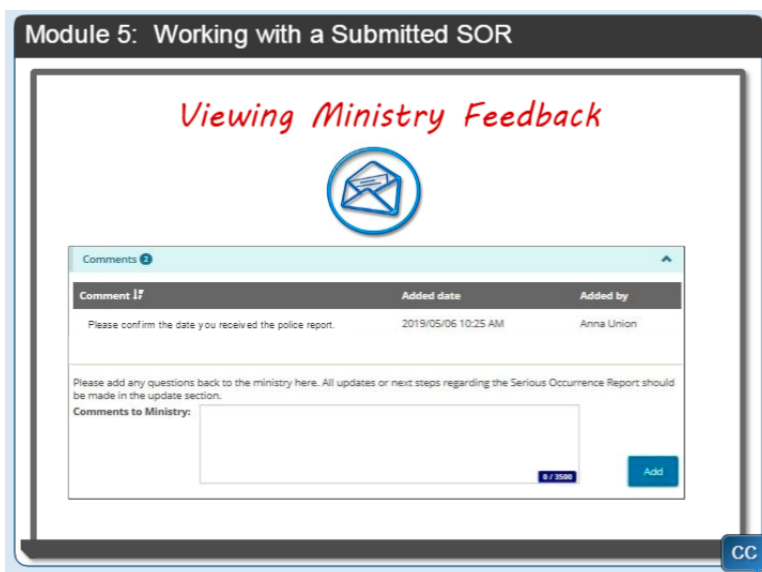 Module 5: Working with a Submitted SOR
Viewing Ministry Feedback
Comments 2
Comment Added date Added by
Please confirm the date you received the police report. 2019/05/06 10:25 AM Anna Union
Please add any questions back to the ministry here. All updates or next steps regarding the Serious Occurrence Report should
be made in the update section.
Comments to Ministry:
0 / 3500
Add
CC